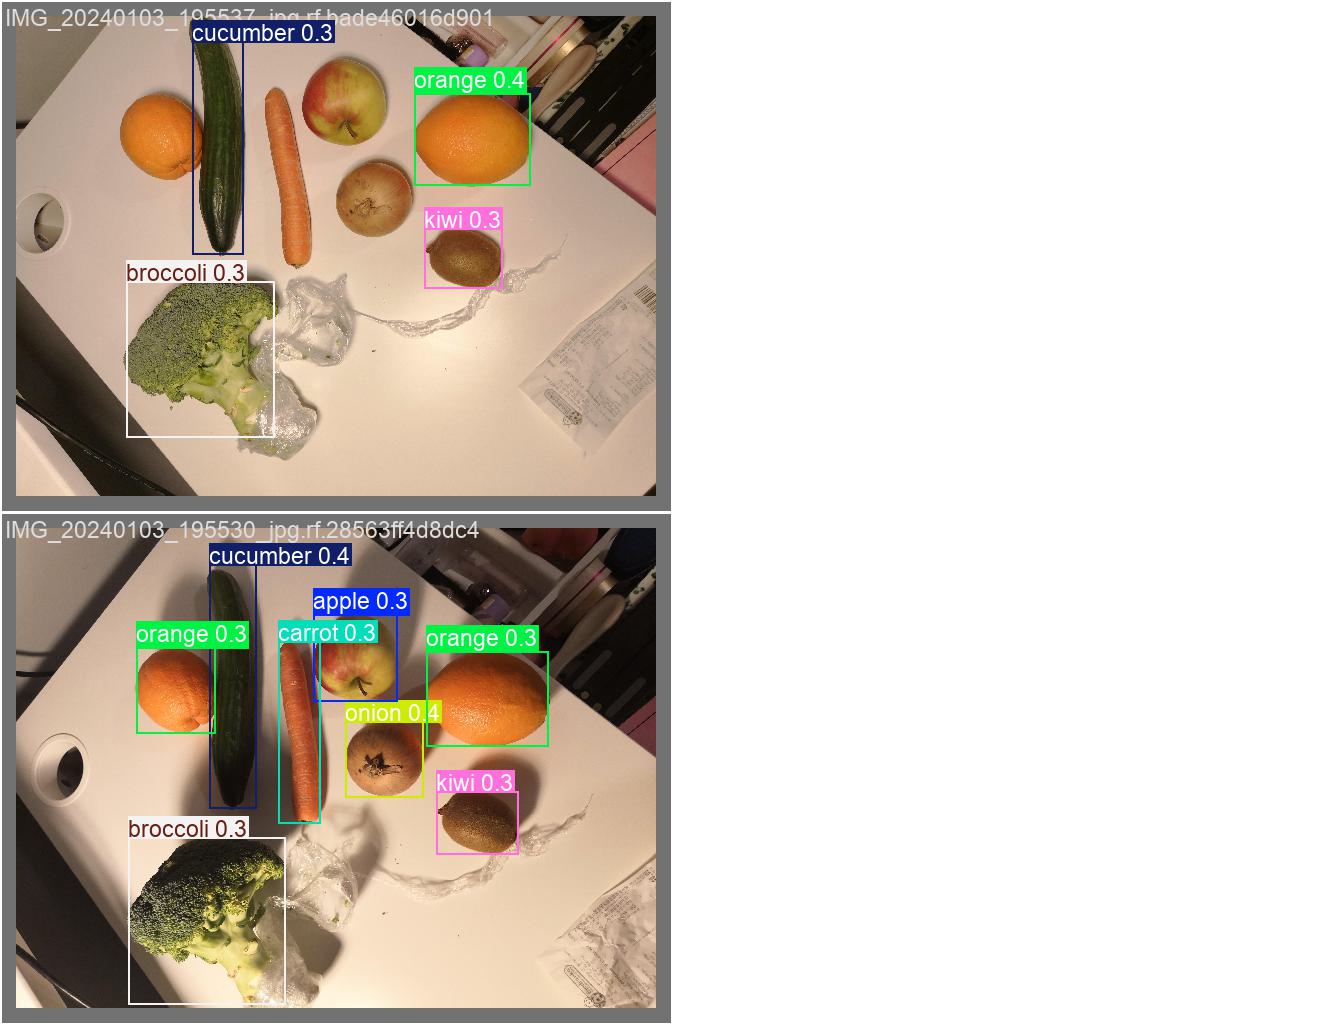 IMG_20240103_195537_jpg.rf.bade46016d901
cucumber 0.3
orange 0.4
kiwi 0.3
broccoli 0.3
IMG_20240103_195530_jpg.rf.28563ff4d8dc4
cucumber 0.4
apple 0.3
orange 0.3
carrot 0.3
orange 0.3
onion 0.4
kiwi 0.3
broccoli 0.3